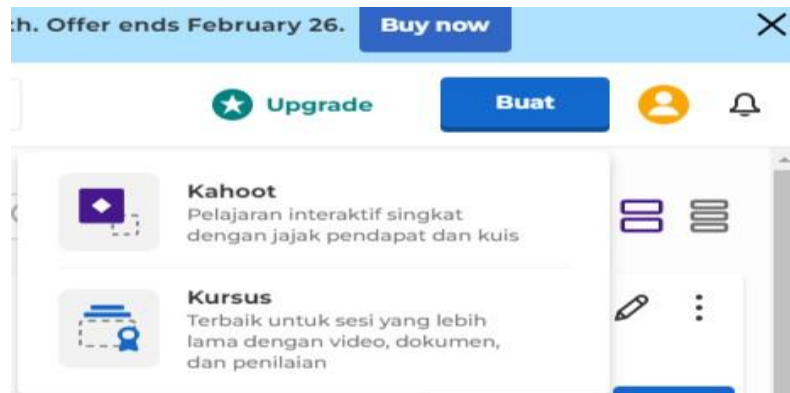 th. Offer ends February 26. Buy now
Upgrade Buat
Kahoot
Pelajaran interaktif singkat
dengan jajak pendapat dan kuis
Kursus
Terbaik untuk sesi yang lebih
lama dengan video, dokumen,
dan penilaian